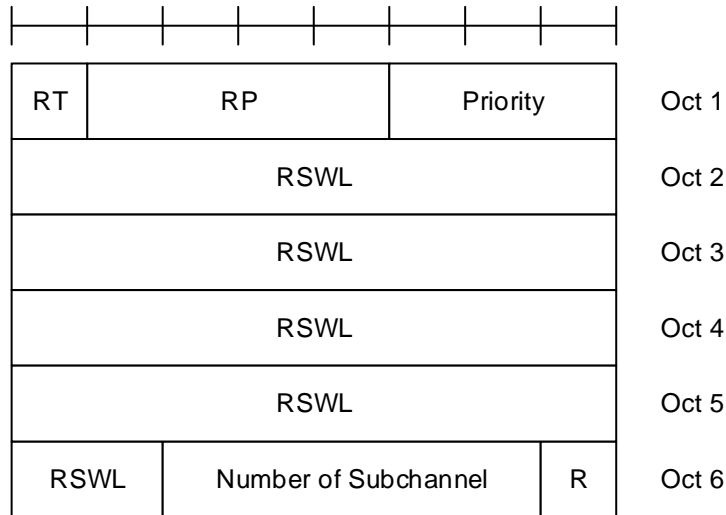 RT RP Priority Oct 1
RSWL Oct 2
RSWL Oct 3
RSWL Oct 4
RSWL Oct 5
RSWL Number of Subchannel R Oct 6